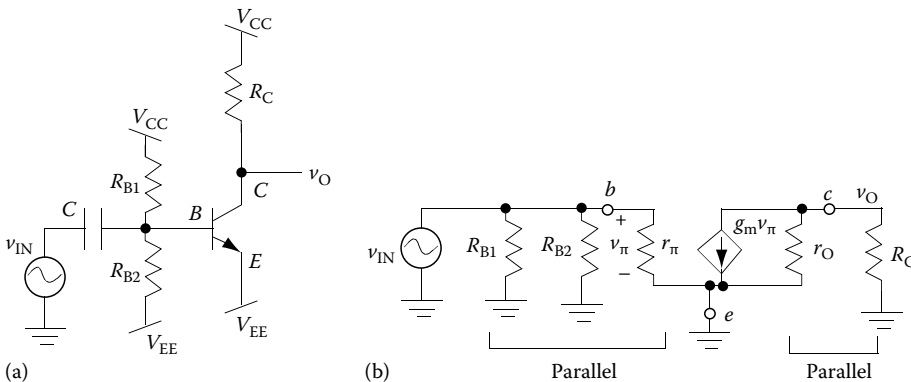 V_CC
R_C
V_CC
v_O
R_B1
C
C
B
v_IN
R_B2
E
V_EE
V_EE
(a)
b
c
v_O
+
g_m v_π
v_IN
R_B1
R_B2
v_π
r_π
r_O
R_C
−
e
Parallel
Parallel
(b)